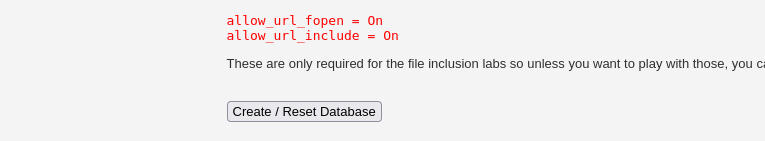 allow_url_fopen = On
allow_url_include = On
These are only required for the file inclusion labs so unless you want to play with those, you
Create / Reset Database